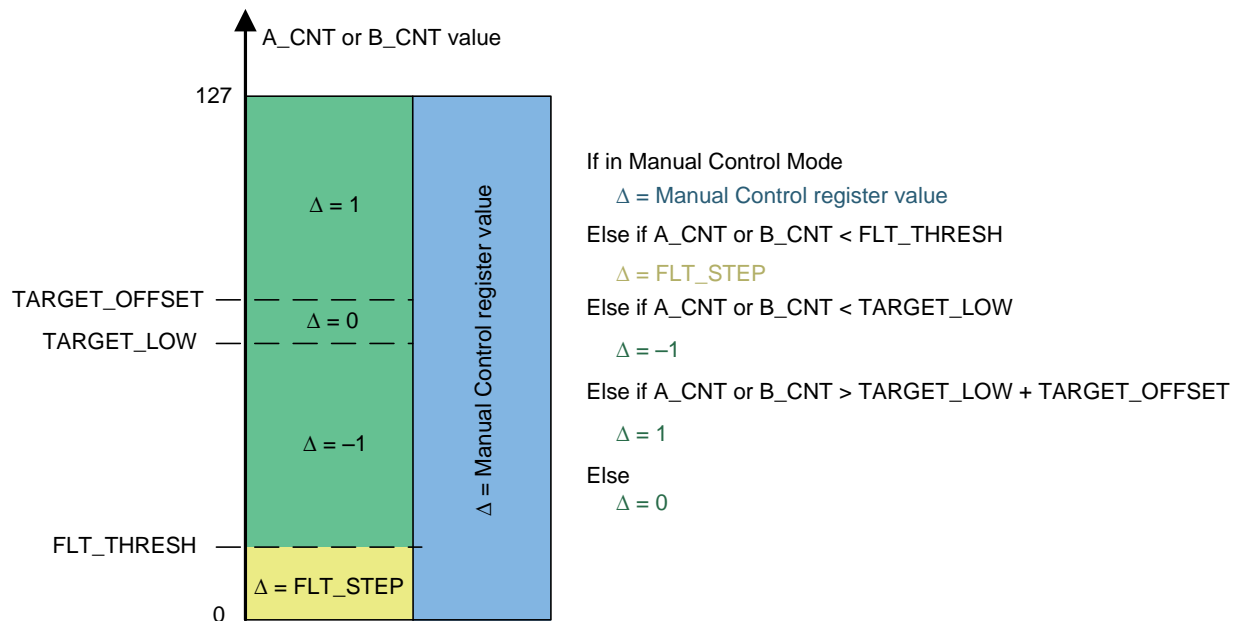 A_CNT or B_CNT value
127
Δ = 1
TARGET_OFFSET
Δ = 0
TARGET_LOW
Δ = –1
FLT_THRESH
Δ = FLT_STEP
0
Δ = Manual Control register value
If in Manual Control Mode
Δ = Manual Control register value
Else if A_CNT or B_CNT < FLT_THRESH
Δ = FLT_STEP
Else if A_CNT or B_CNT < TARGET_LOW
Δ = –1
Else if A_CNT or B_CNT > TARGET_LOW + TARGET_OFFSET
Δ = 1
Else
Δ = 0